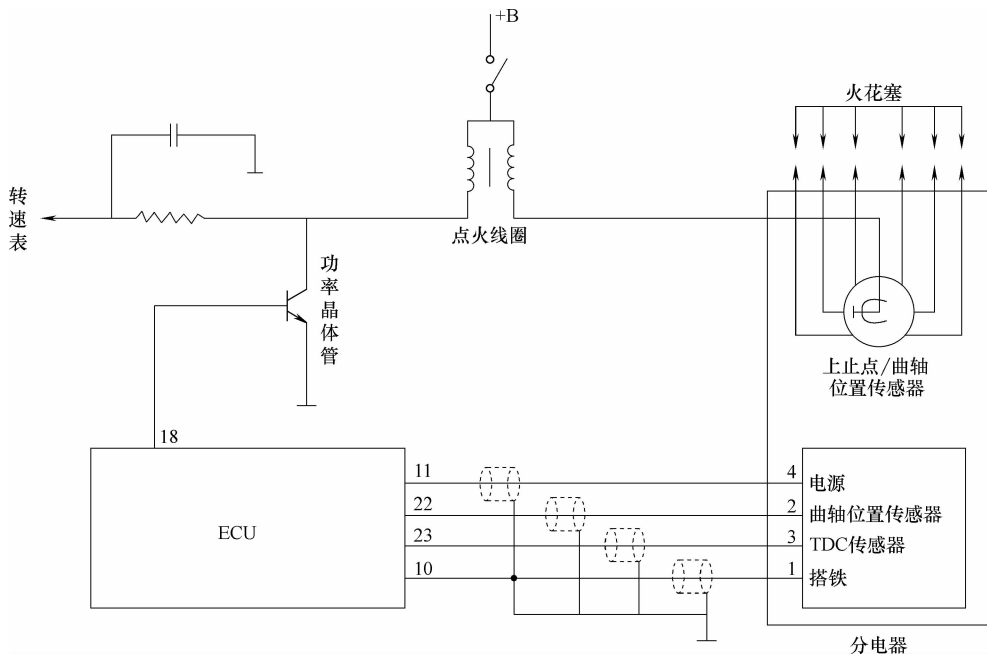 +B
火花塞
转速表
点火线圈
功率晶体管
上止点/曲轴
位置传感器
18
ECU
11
22
23
10
4
2
3
1
电源
曲轴位置传感器
TDC传感器
搭铁
分电器